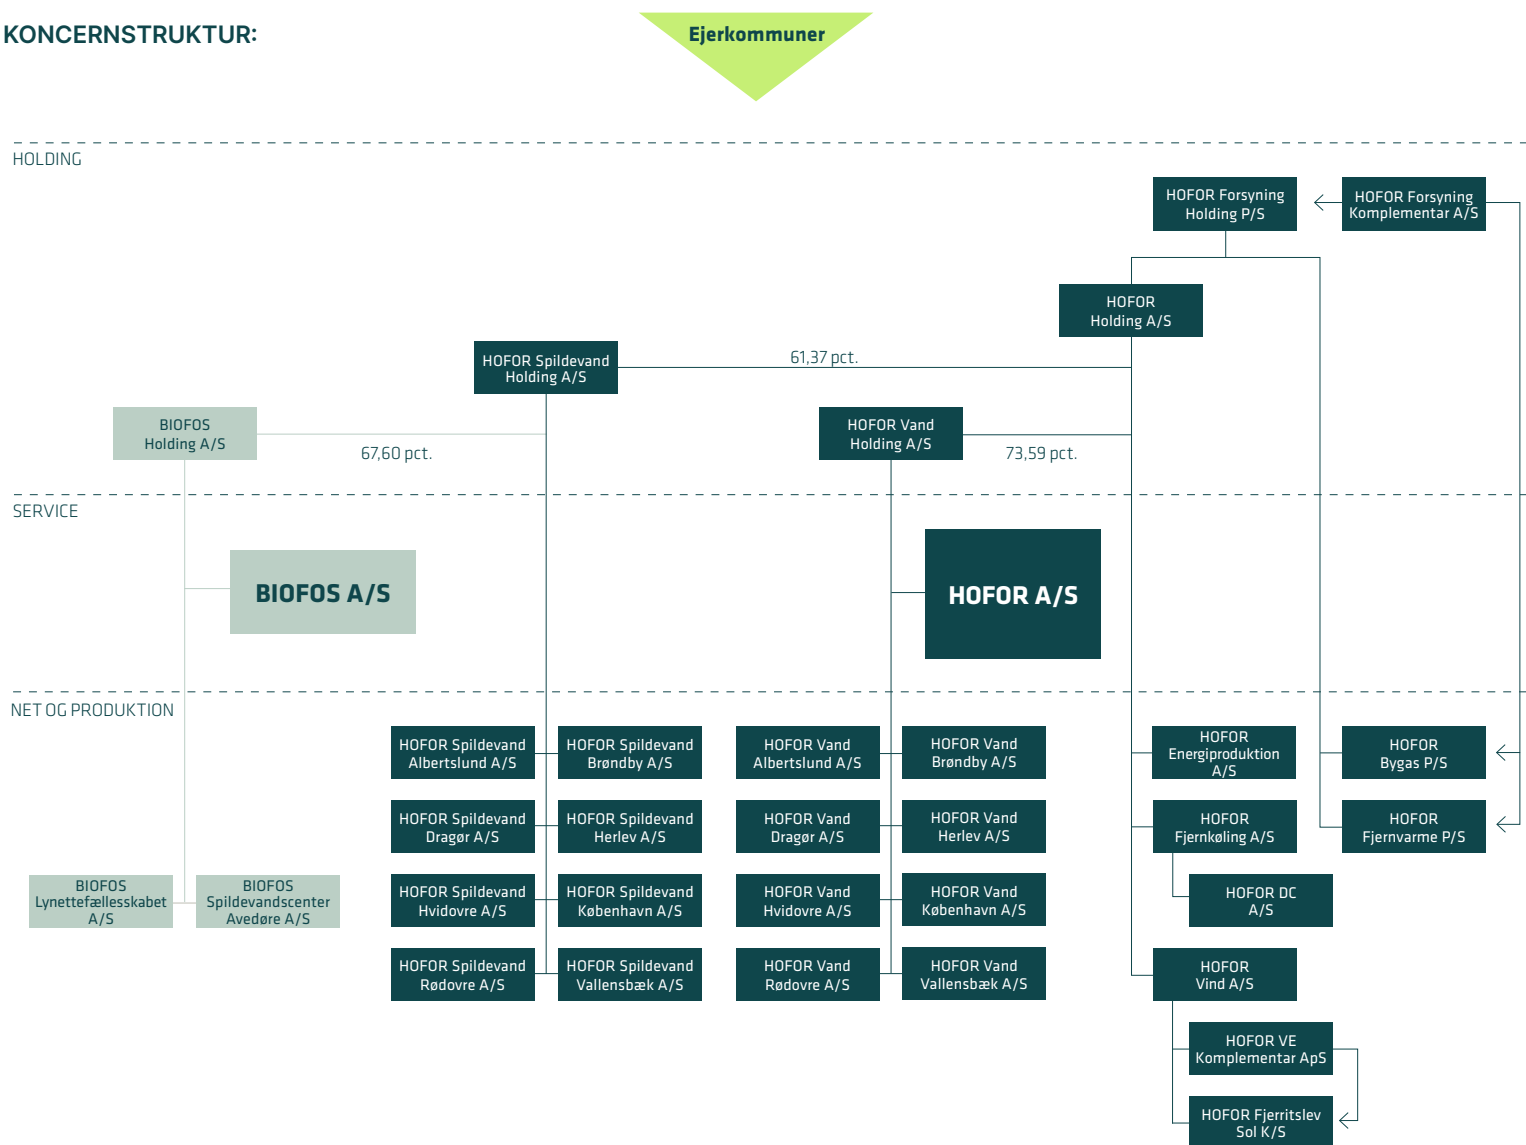 KONCERNSTRUKTUR:
Ejerkommuner
HOLDING
HOFOR Forsyning
Holding P/S
HOFOR Forsyning
Komplementar A/S
HOFOR
Holding A/S
HOFOR Spildevand
Holding A/S
61,37 pct.
BIOFOS
Holding A/S
67,60 pct.
HOFOR Vand
Holding A/S
73,59 pct.
SERVICE
BIOFOS A/S
HOFOR A/S
NET OG PRODUKTION
HOFOR Spildevand
Albertslund A/S
HOFOR Spildevand
Brøndby A/S
HOFOR Vand
Albertslund A/S
HOFOR Vand
Brøndby A/S
HOFOR
Energiproduktion
A/S
HOFOR
Bygas P/S
HOFOR Spildevand
Dragør A/S
HOFOR Spildevand
Herlev A/S
HOFOR Vand
Dragør A/S
HOFOR Vand
Herlev A/S
HOFOR
Fjernkøling A/S
HOFOR
Fjernvarme P/S
BIOFOS
Lynettefællesskabet
A/S
BIOFOS
Spildevandscenter
Avedøre A/S
HOFOR Spildevand
Hvidovre A/S
HOFOR Spildevand
København A/S
HOFOR Vand
Hvidovre A/S
HOFOR Vand
København A/S
HOFOR DC
A/S
HOFOR Spildevand
Rødovre A/S
HOFOR Spildevand
Vallensbæk A/S
HOFOR Vand
Rødovre A/S
HOFOR Vand
Vallensbæk A/S
HOFOR
Vind A/S
HOFOR VE
Komplementar ApS
HOFOR Fjerritslev
Sol K/S